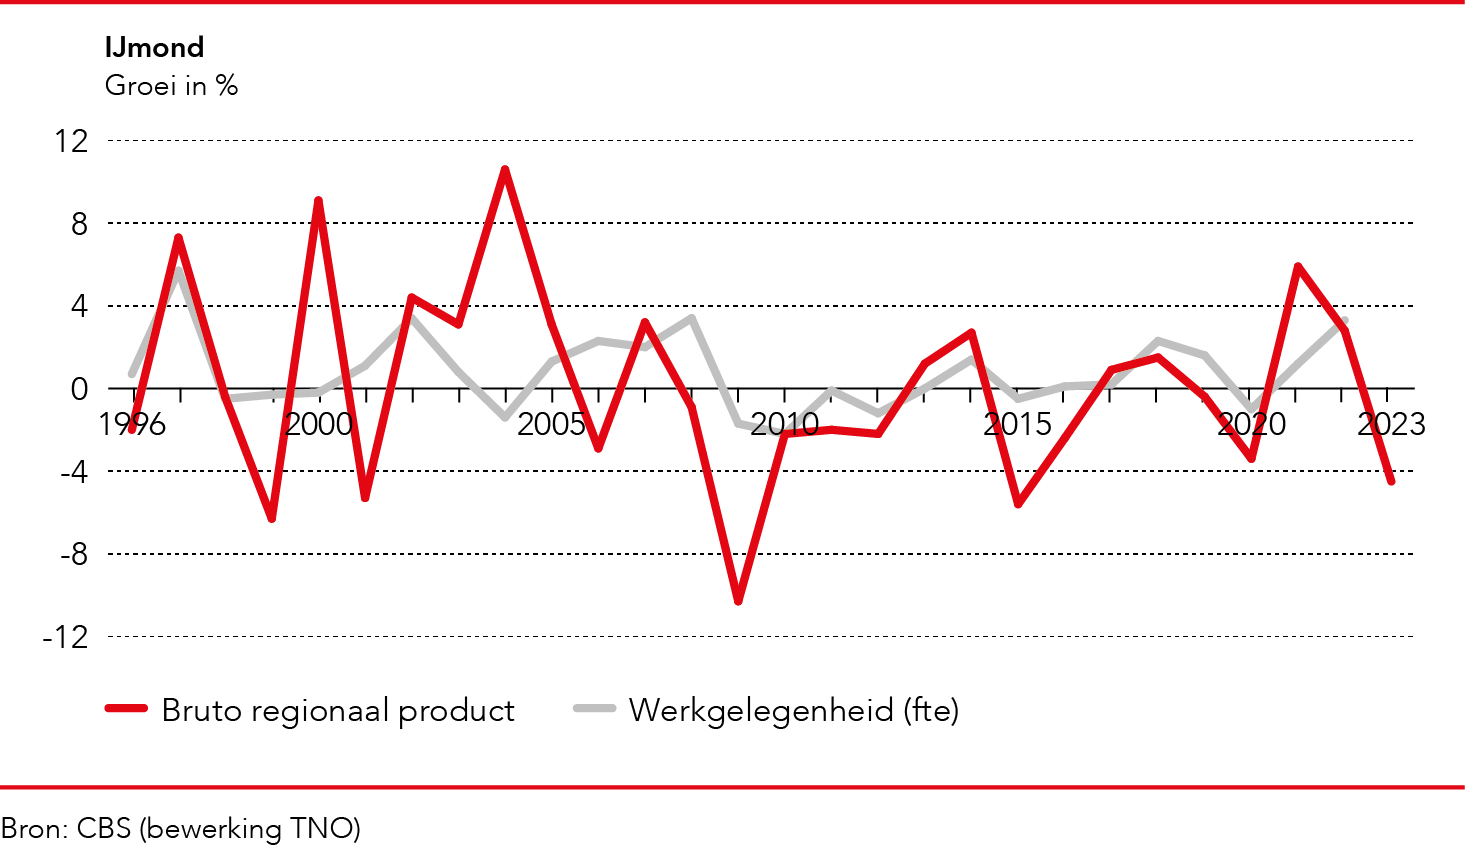 IJmond
Groei in %
12
8
4
0
1996 2000 2005 2010 2015 2020 2023
-4
-8
-12
Bruto regionaal product Werkgelegenheid (fte)
Bron: CBS (bewerking TNO)